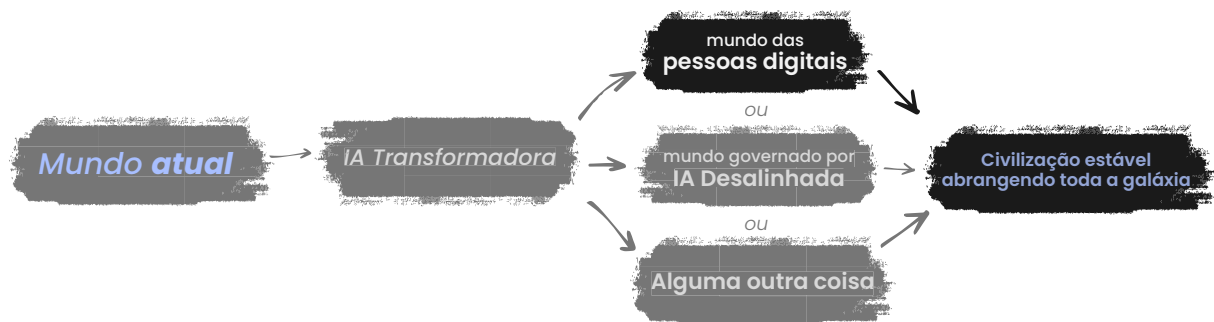 Mundo atual
IA Transformadora
mundo das
pessoas digitais
ou
mundo governado por
IA Desalinhada
ou
Alguma outra coisa
Civilização estável
abrangendo toda a galáxia